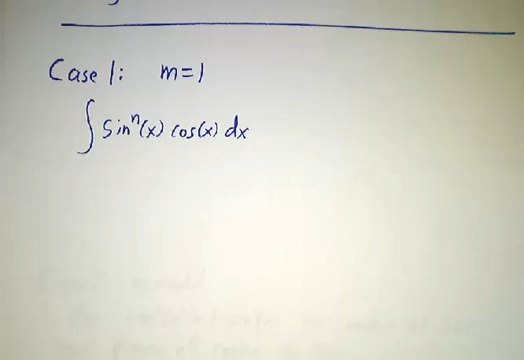 Case 1: m=1
∫ sinⁿ(x) cos(x) dx